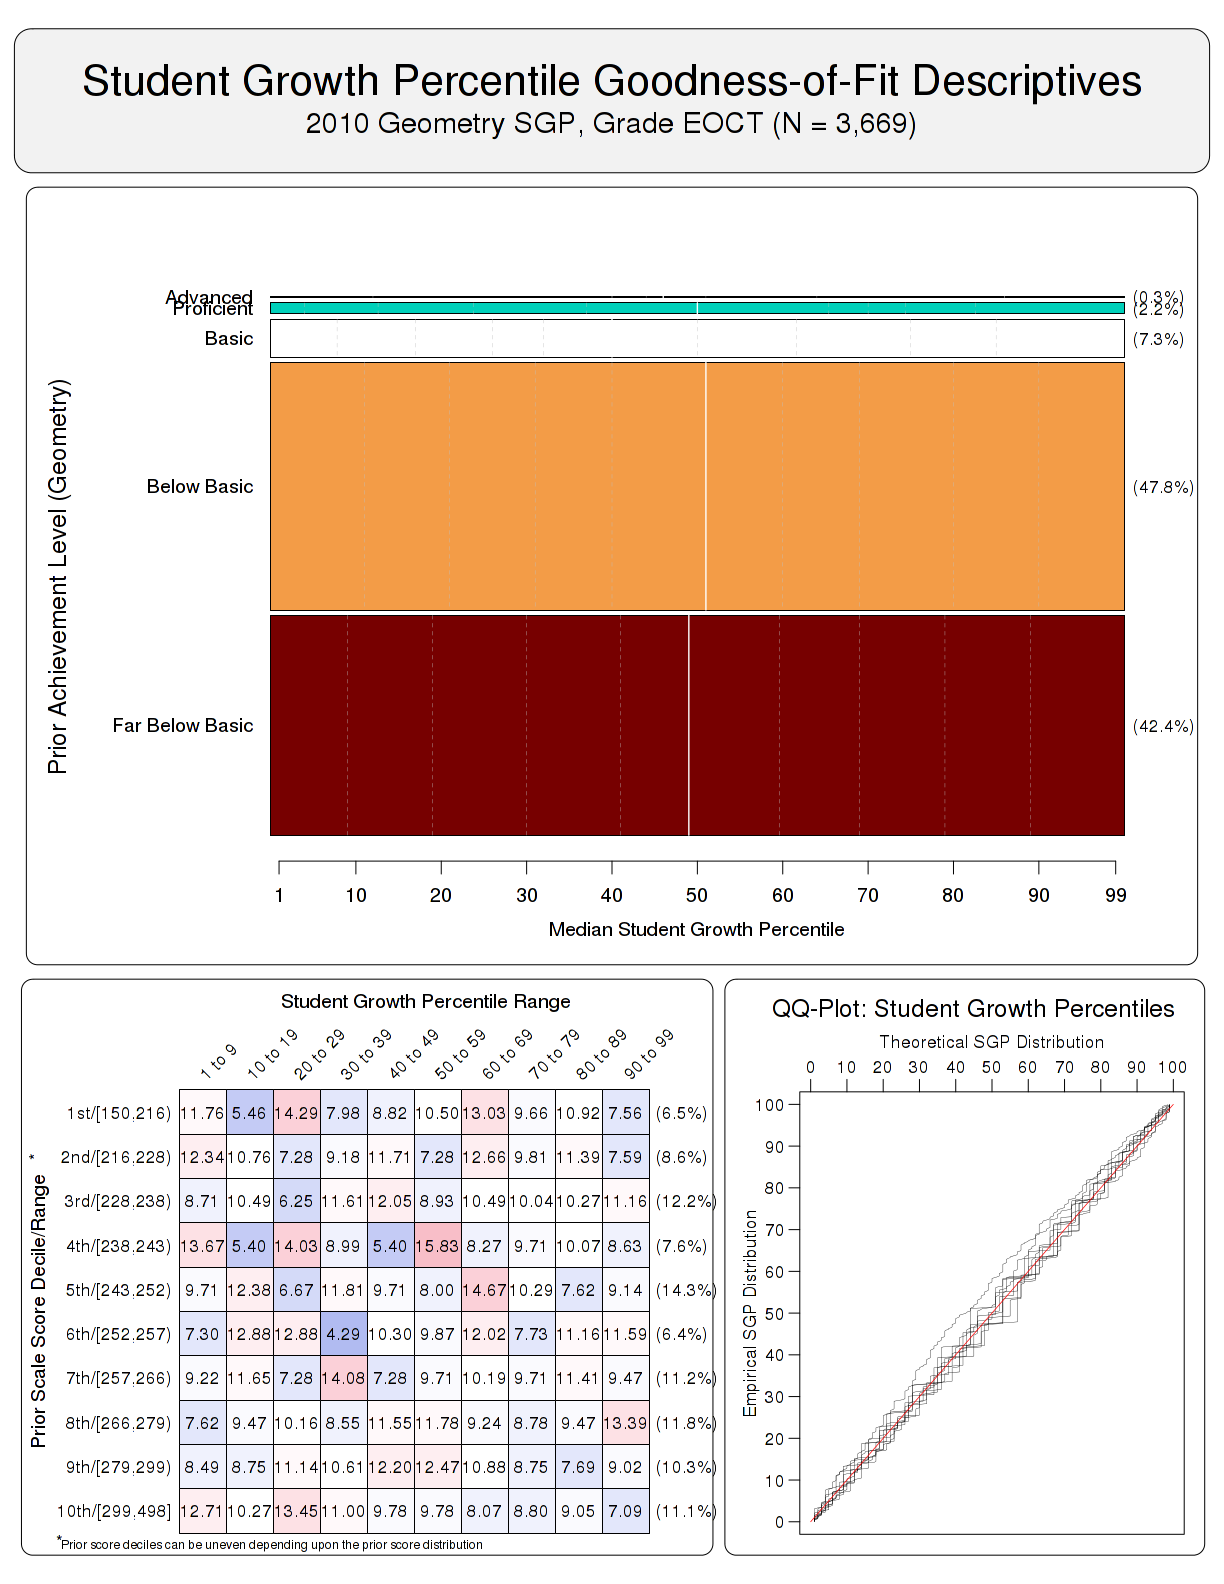 Student Growth Percentile Goodness-of-Fit Descriptives
2010 Geometry SGP, Grade EOCT (N = 3,669)
Prior Achievement Level (Geometry)
Advanced (0.3%)
Proficient (2.2%)
Basic (7.3%)
Below Basic (47.8%)
Far Below Basic (42.4%)
1 10 20 30 40 50 60 70 80 90 99
Median Student Growth Percentile
Student Growth Percentile Range
1 to 9 10 to 19 20 to 29 30 to 39 40 to 49 50 to 59 60 to 69 70 to 79 80 to 89 90 to 99
Prior Scale Score Decile/Range *
1st/[150,216) 11.76 5.46 14.29 7.98 8.82 10.50 13.03 9.66 10.92 7.56 (6.5%)
2nd/[216,228) 12.34 10.76 7.28 9.18 11.71 7.28 12.66 9.81 11.39 7.59 (8.6%)
3rd/[228,238) 8.71 10.49 6.25 11.61 12.05 8.93 10.49 10.04 10.27 11.16 (12.2%)
4th/[238,243) 13.67 5.40 14.03 8.99 5.40 15.83 8.27 9.71 10.07 8.63 (7.6%)
5th/[243,252) 9.71 12.38 6.67 11.81 9.71 8.00 14.67 10.29 7.62 9.14 (14.3%)
6th/[252,257) 7.30 12.88 12.88 4.29 10.30 9.87 12.02 7.73 11.16 11.59 (6.4%)
7th/[257,266) 9.22 11.65 7.28 14.08 7.28 9.71 10.19 9.71 11.41 9.47 (11.2%)
8th/[266,279) 7.62 9.47 10.16 8.55 11.55 11.78 9.24 8.78 9.47 13.39 (11.8%)
9th/[279,299) 8.49 8.75 11.14 10.61 12.20 12.47 10.88 8.75 7.69 9.02 (10.3%)
10th/[299,498] 12.71 10.27 13.45 11.00 9.78 9.78 8.07 8.80 9.05 7.09 (11.1%)
*Prior score deciles can be uneven depending upon the prior score distribution
QQ-Plot: Student Growth Percentiles
Theoretical SGP Distribution
0 10 20 30 40 50 60 70 80 90 100
Empirical SGP Distribution
100
90
80
70
60
50
40
30
20
10
0